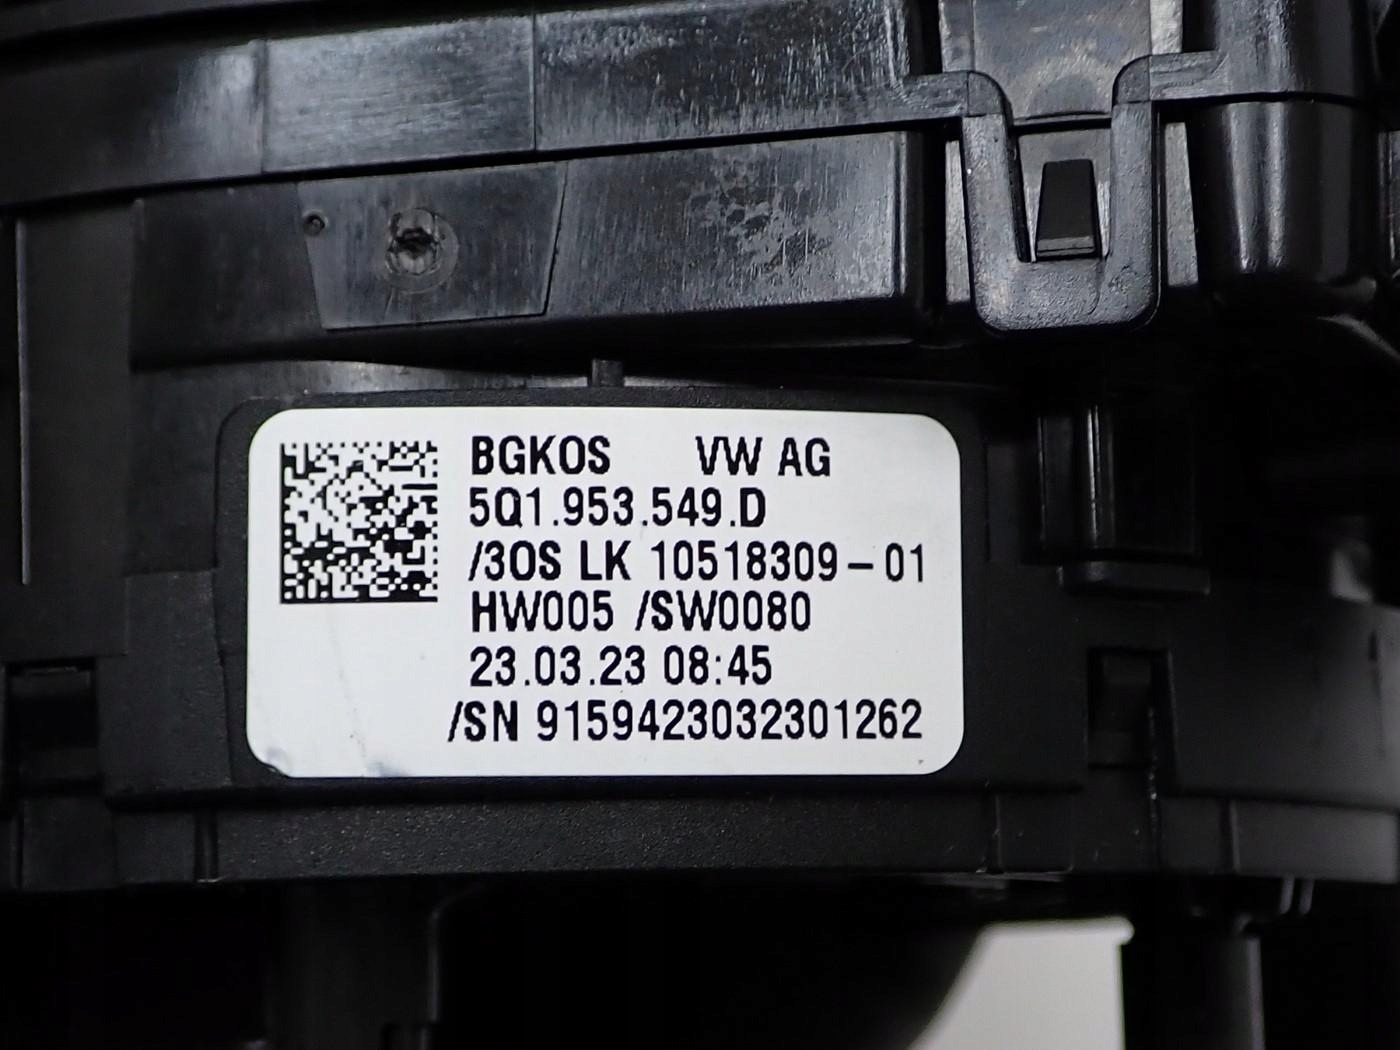 BGKOS VW AG
5Q1.953.549.D
/3OS LK 10518309-01
HW005 /SW0080
23.03.23 08:45
/SN 9159423032301262